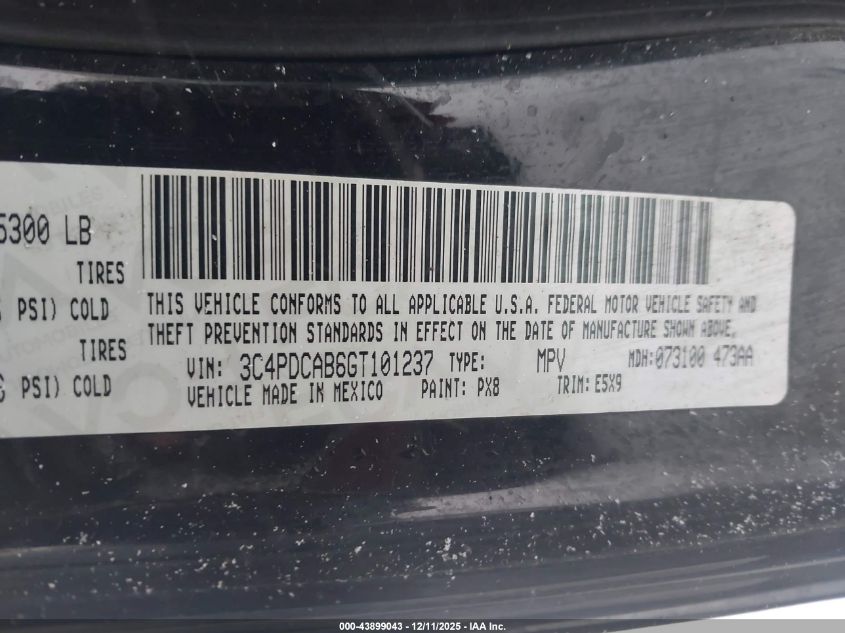 5300 LB
TIRES
PSI) COLD
TIRES
PSI) COLD
THIS VEHICLE CONFORMS TO ALL APPLICABLE U.S.A. FEDERAL MOTOR VEHICLE SAFETY AND
THEFT PREVENTION STANDARDS IN EFFECT ON THE DATE OF MANUFACTURE SHOWN ABOVE.
VIN: 3C4PDCAB6GT101237 TYPE: MPV MDH: 073100 473AA
VEHICLE MADE IN MEXICO PAINT: PX8 TRIM: E5X9
000-43899043 - 12/11/2025 - IAA Inc.